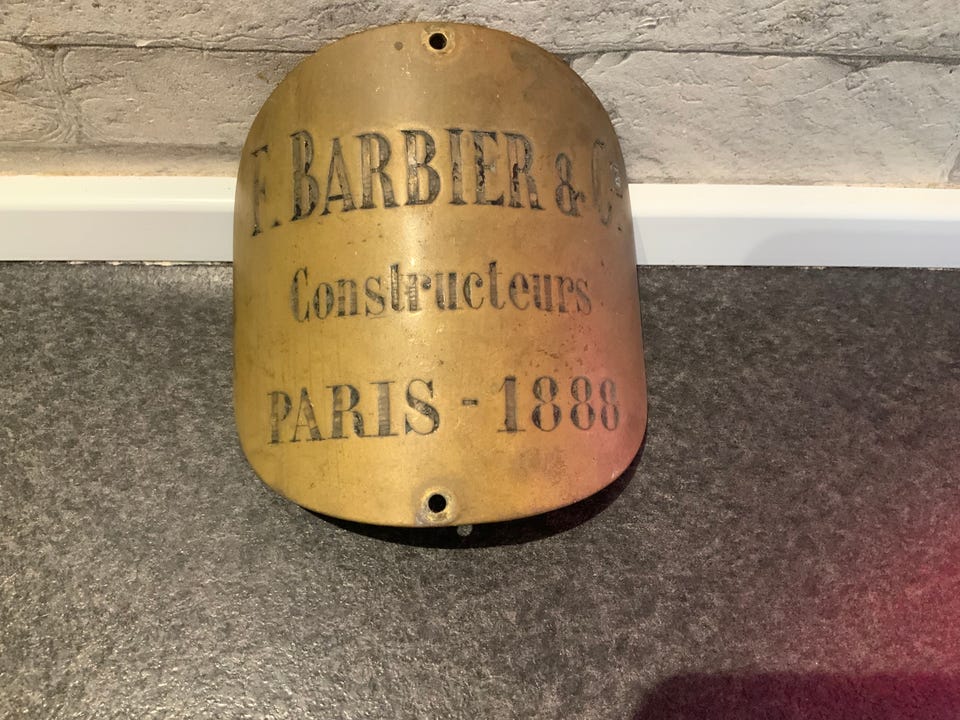 F. BARBIER & Cie
Constructeurs
PARIS - 1888